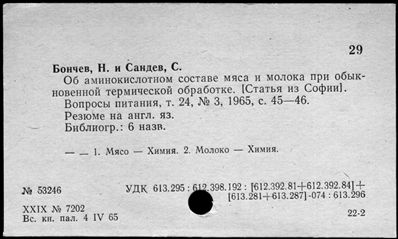 29
Бончев, Н. и Сандев, С.
Об аминокислотном составе мяса и молока при обык-
новенной термической обработке. [Статья из Софии].
Вопросы питания, т. 24, № 3, 1965, с. 45—46.
Резюме на англ. яз.
Библиогр.: 6 назв.
— — 1. Мясо — Химия. 2. Молоко — Химия.
№ 53246
УДК 613.295 : 612.398.192 : [612.392.81+612.392.84]+
[613.281+613.287]-074 : 613.296
XXIX № 7202
Вс. кн. пал. 4 IV 65
22-2